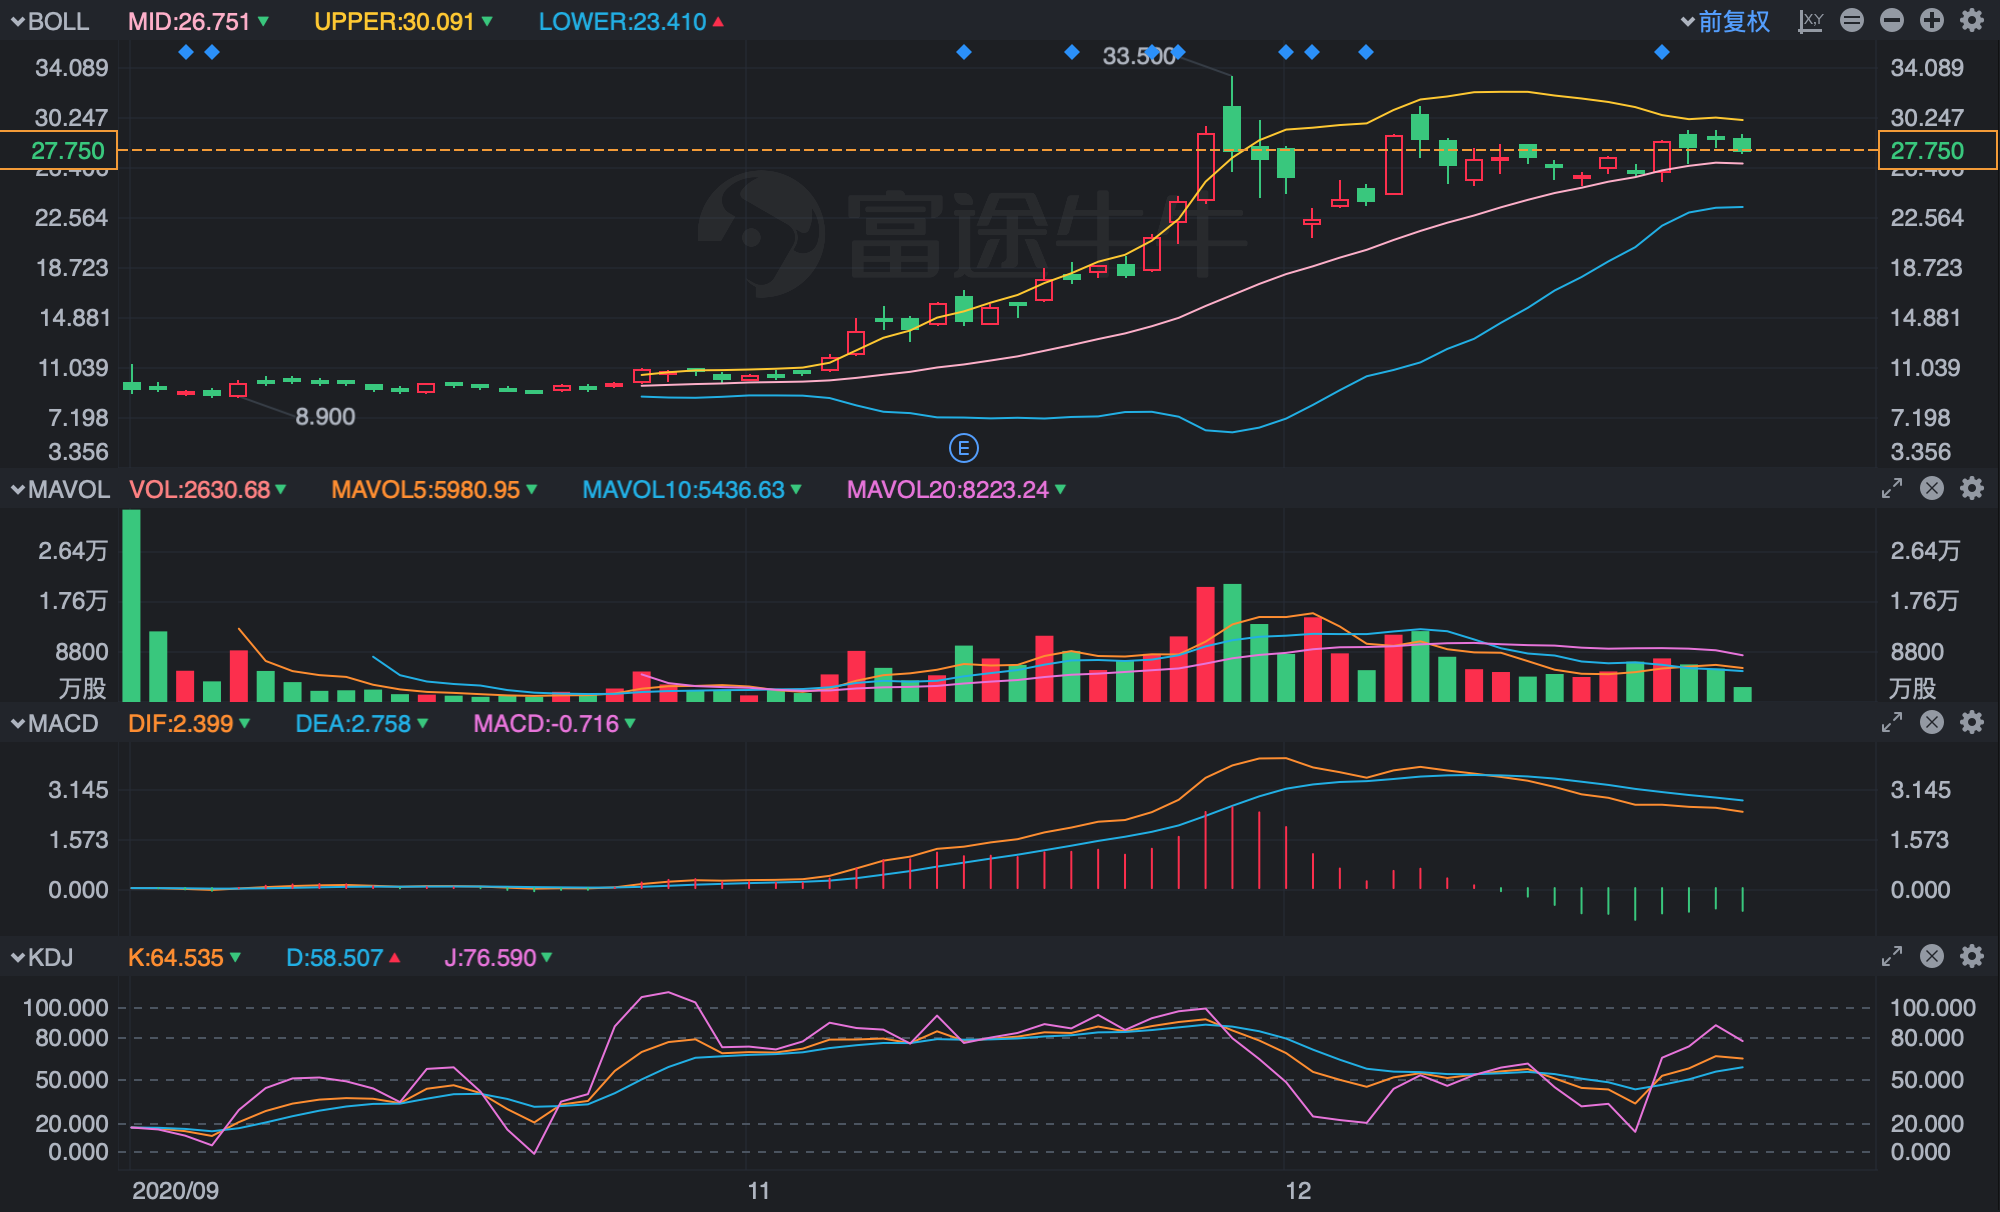 BOLL MID:26.751 UPPER:30.091 LOWER:23.410 前复权 X,Y
33.500
34.089 34.089
30.247 30.247
27.750 27.750
富途牛牛
22.564 22.564
18.723 18.723
14.881 14.881
11.039 11.039
8.900
7.198 7.198
3.356 3.356
E
MAVOL VOL:2630.68 MAVOL5:5980.95 MAVOL10:5436.63 MAVOL20:8223.24
2.64万 2.64万
1.76万 1.76万
8800 8800
万股 万股
MACD DIF:2.399 DEA:2.758 MACD:-0.716
3.145 3.145
1.573 1.573
0.000 0.000
KDJ K:64.535 D:58.507 J:76.590
100.000 100.000
80.000 80.000
50.000 50.000
20.000 20.000
0.000 0.000
2020/09 11 12